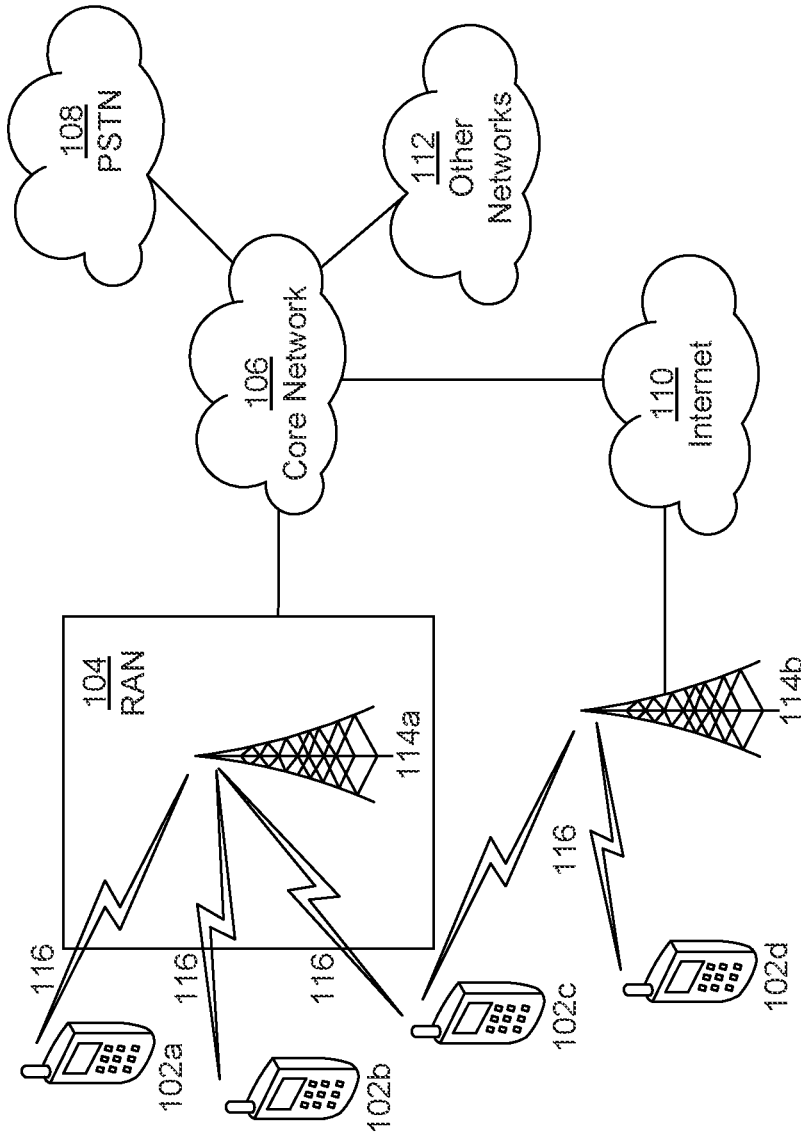 108
PSTN
106
Core Network
112
Other
Networks
110
Internet
104
RAN
114a
114b
116
116
116
116
102a
102b
102c
102d